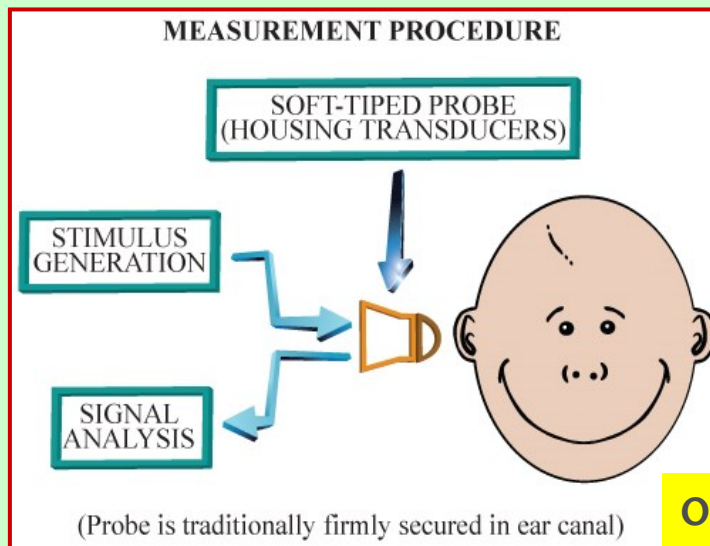 MEASUREMENT PROCEDURE
SOFT-TIPED PROBE
(HOUSING TRANSDUCERS)
STIMULUS
GENERATION
SIGNAL
ANALYSIS
(Probe is traditionally firmly secured in ear canal)